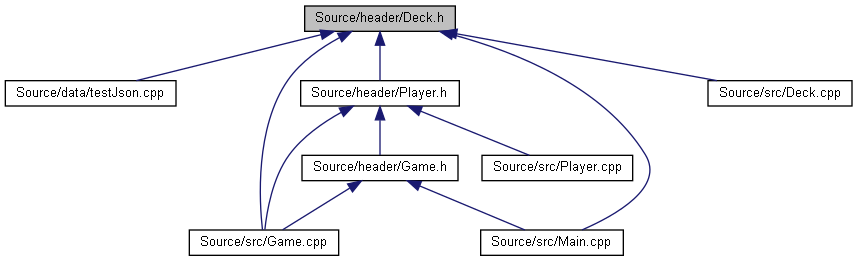 Source/header/Deck.h
Source/data/testJson.cpp
Source/header/Player.h
Source/src/Deck.cpp
Source/header/Game.h
Source/src/Player.cpp
Source/src/Game.cpp
Source/src/Main.cpp